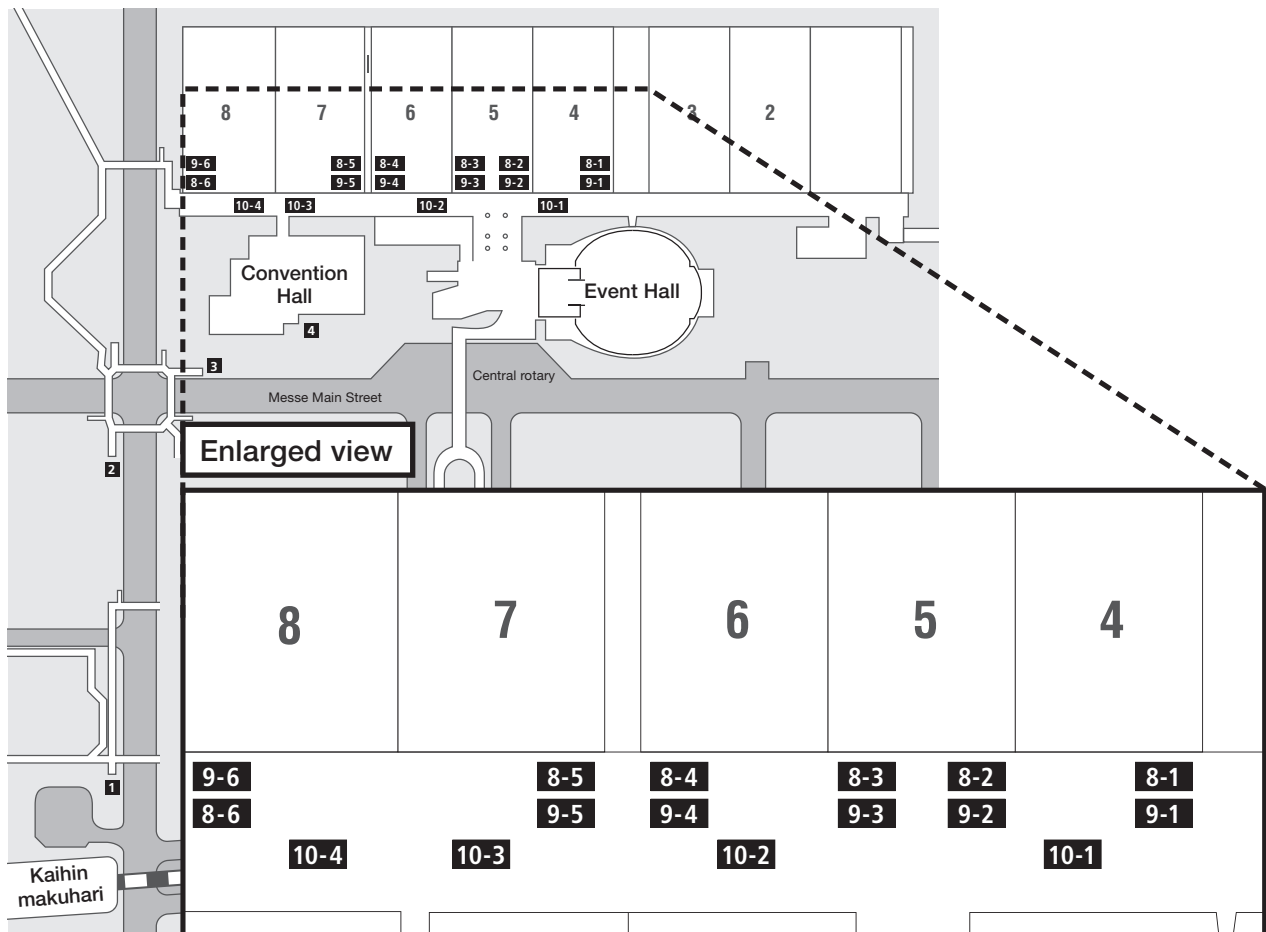 8 7 6 5 4 3 2
9-6 8-5 8-4 8-3 8-2 8-1
8-6 9-5 9-4 9-3 9-2 9-1
10-4 10-3 10-2 10-1
Convention
Hall
Event Hall
4
3
Central rotary
Messe Main Street
Enlarged view
2
8 7 6 5 4
9-6 8-5 8-4 8-3 8-2 8-1
1
8-6 9-5 9-4 9-3 9-2 9-1
10-4 10-3 10-2 10-1
Kaihin
makuhari